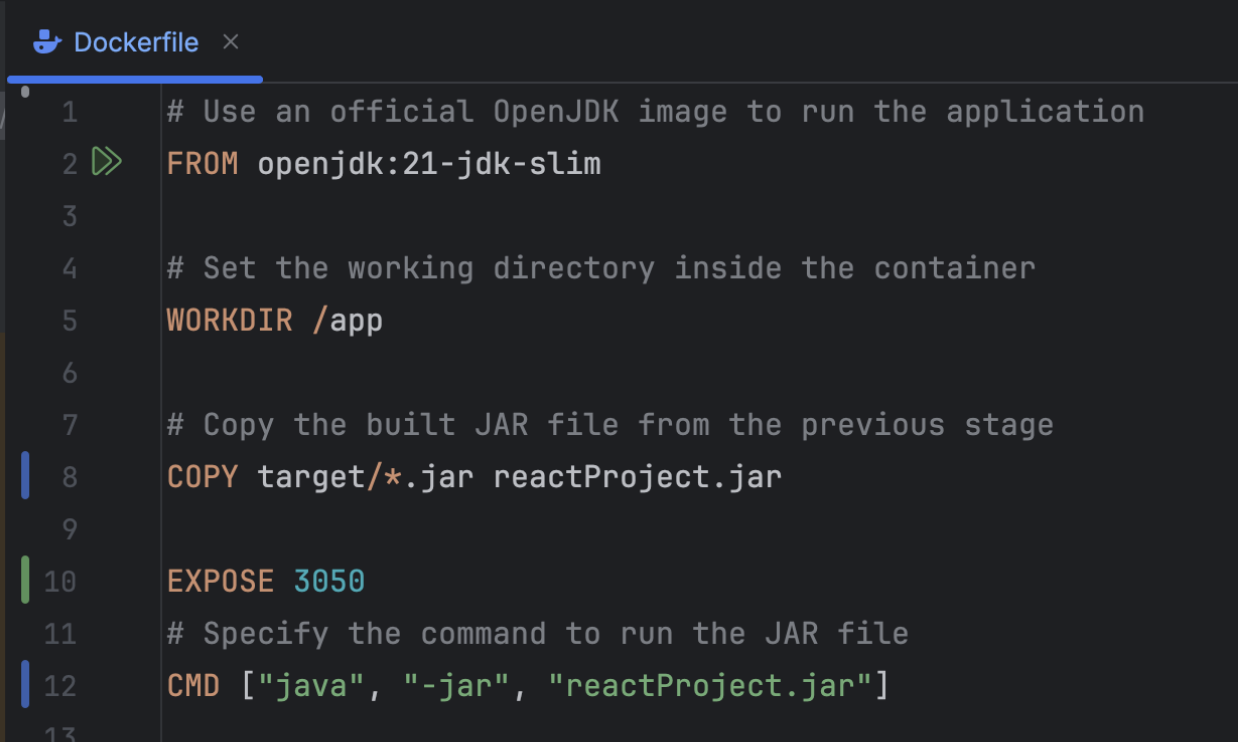 Dockerfile
1 # Use an official OpenJDK image to run the application
2 FROM openjdk:21-jdk-slim
3
4 # Set the working directory inside the container
5 WORKDIR /app
6
7 # Copy the built JAR file from the previous stage
8 COPY target/*.jar reactProject.jar
9
10 EXPOSE 3050
11 # Specify the command to run the JAR file
12 CMD ["java", "-jar", "reactProject.jar"]
13